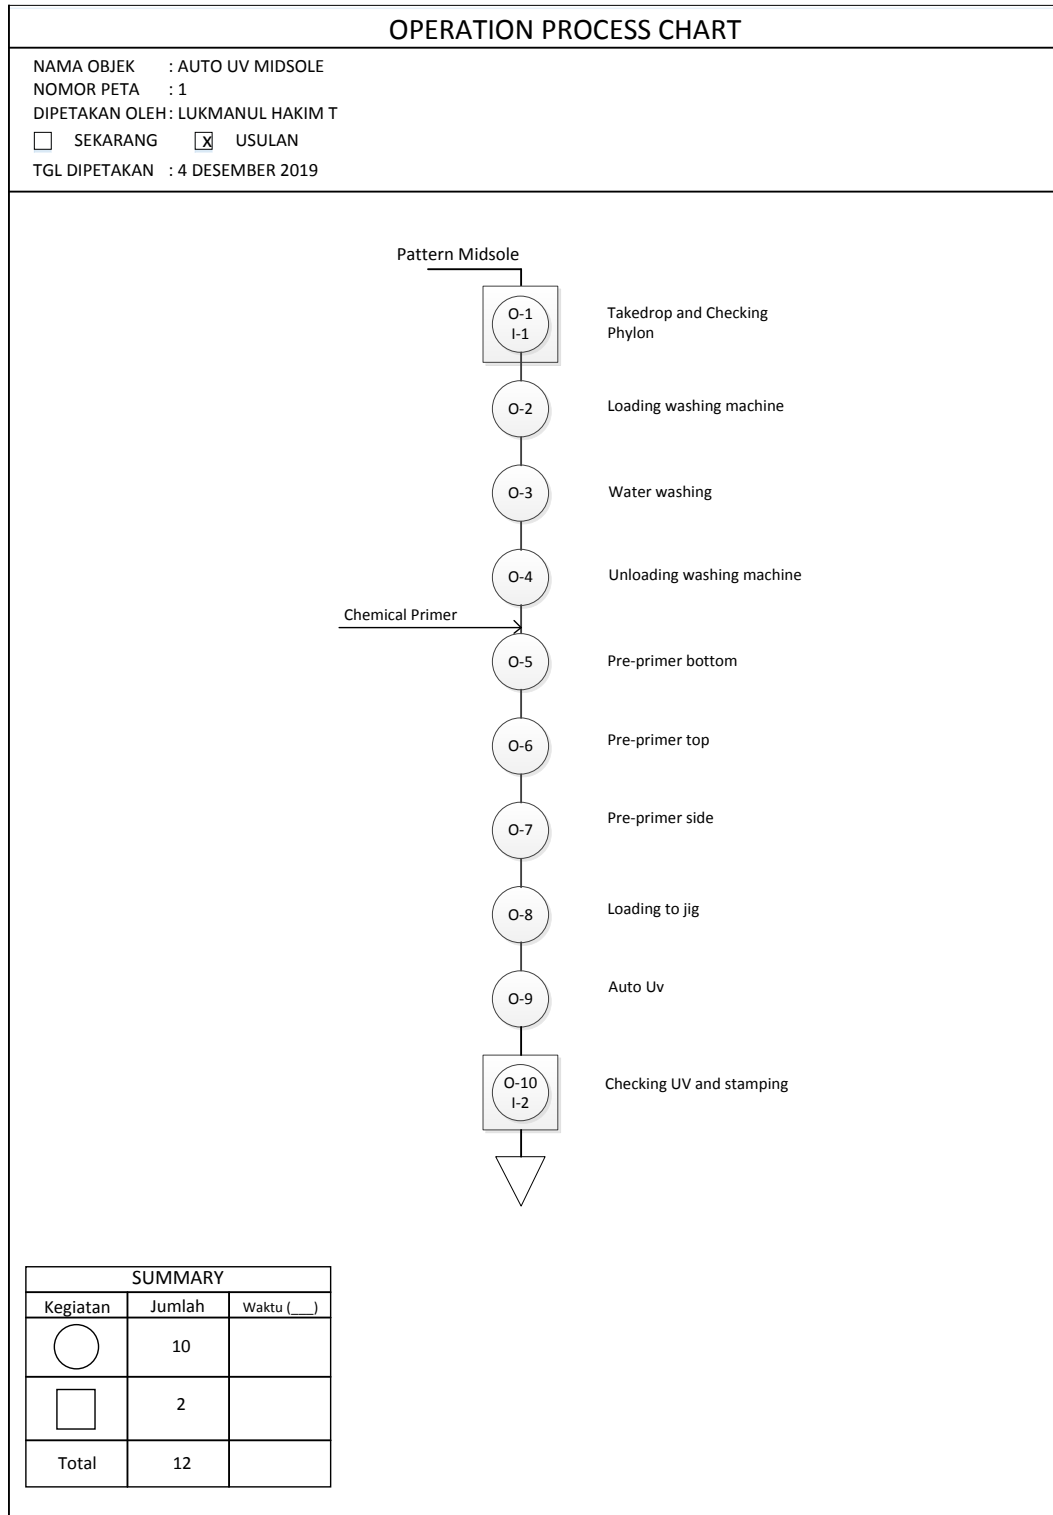 OPERATION PROCESS CHART
NAMA OBJEK : AUTO UV MIDSOLE
NOMOR PETA : 1
DIPETAKAN OLEH : LUKMANUL HAKIM T
SEKARANG X USULAN
TGL DIPETAKAN : 4 DESEMBER 2019
Pattern Midsole
O-1
I-1
Takedrop and Checking
Phylon
O-2
Loading washing machine
O-3
Water washing
O-4
Unloading washing machine
Chemical Primer
O-5
Pre-primer bottom
O-6
Pre-primer top
O-7
Pre-primer side
O-8
Loading to jig
O-9
Auto Uv
O-10
I-2
Checking UV and stamping
SUMMARY
Kegiatan Jumlah Waktu (___)
10
2
Total 12